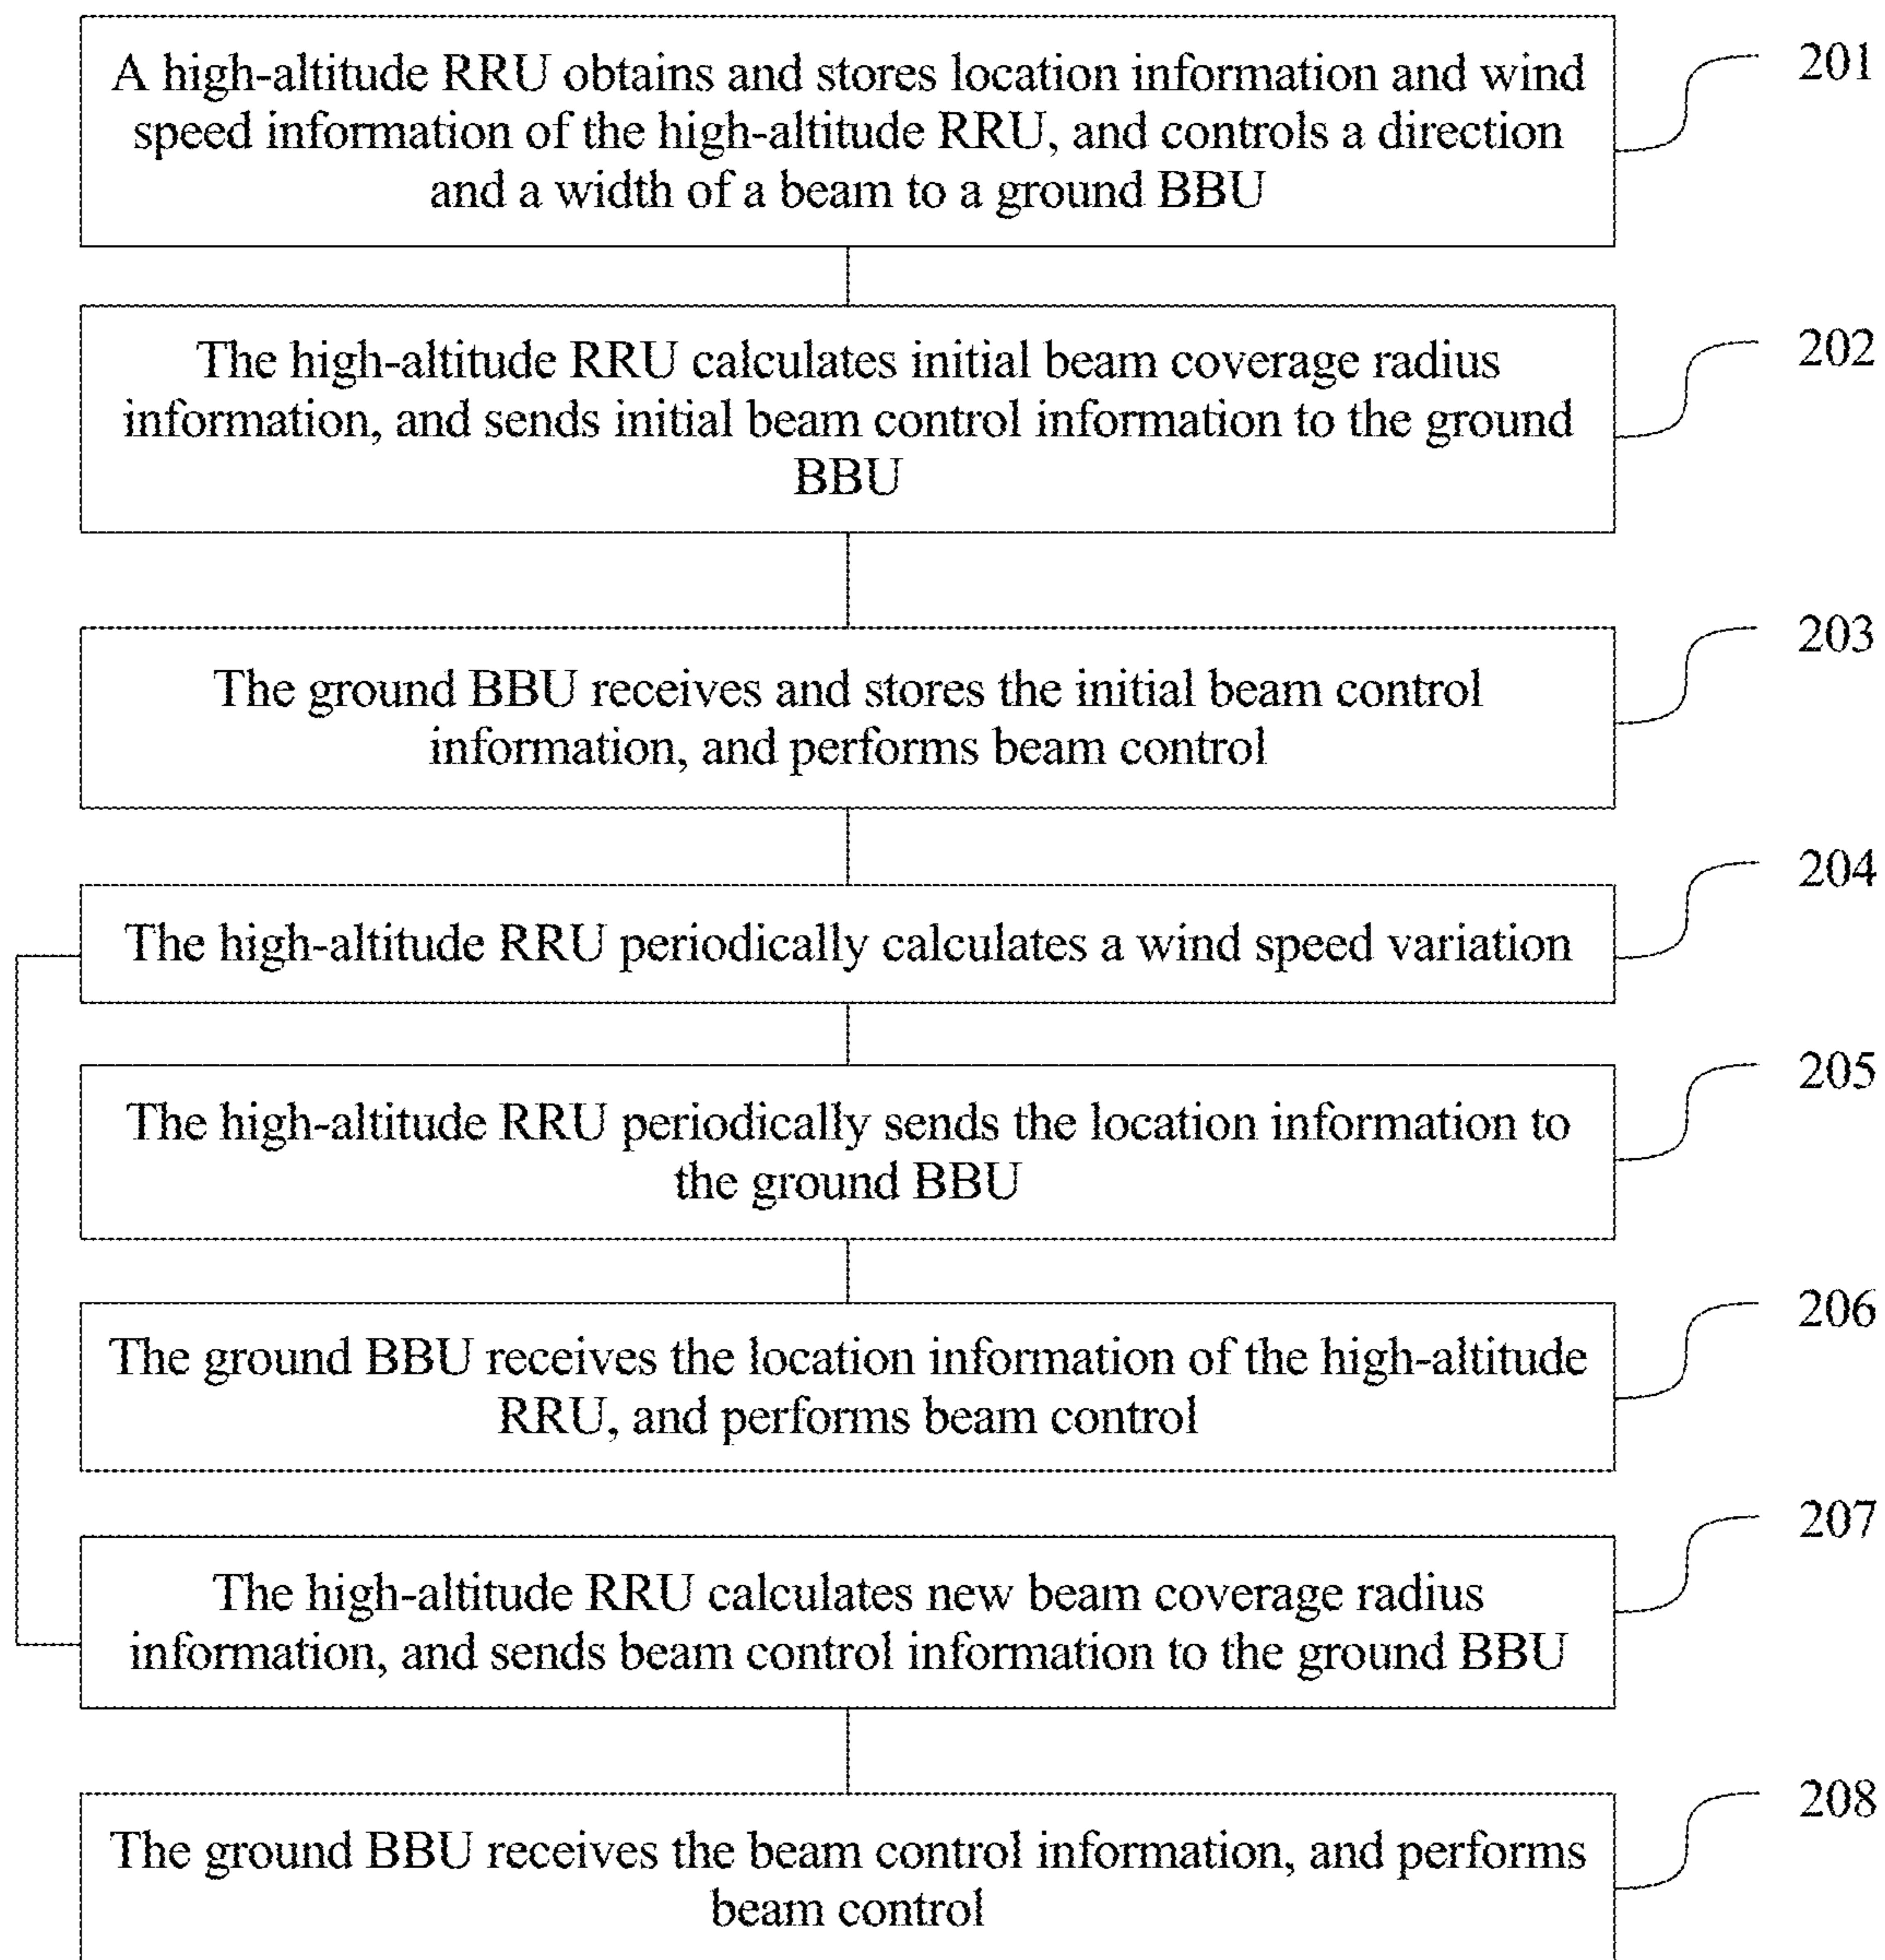 A high-altitude RRU obtains and stores location information and wind
speed information of the high-altitude RRU, and controls a direction
and a width of a beam to a ground BBU
201
The high-altitude RRU calculates initial beam coverage radius
information, and sends initial beam control information to the ground
BBU
202
The ground BBU receives and stores the initial beam control
information, and performs beam control
203
The high-altitude RRU periodically calculates a wind speed variation
204
The high-altitude RRU periodically sends the location information to
the ground BBU
205
The ground BBU receives the location information of the high-altitude
RRU, and performs beam control
206
The high-altitude RRU calculates new beam coverage radius
information, and sends beam control information to the ground BBU
207
The ground BBU receives the beam control information, and performs
beam control
208